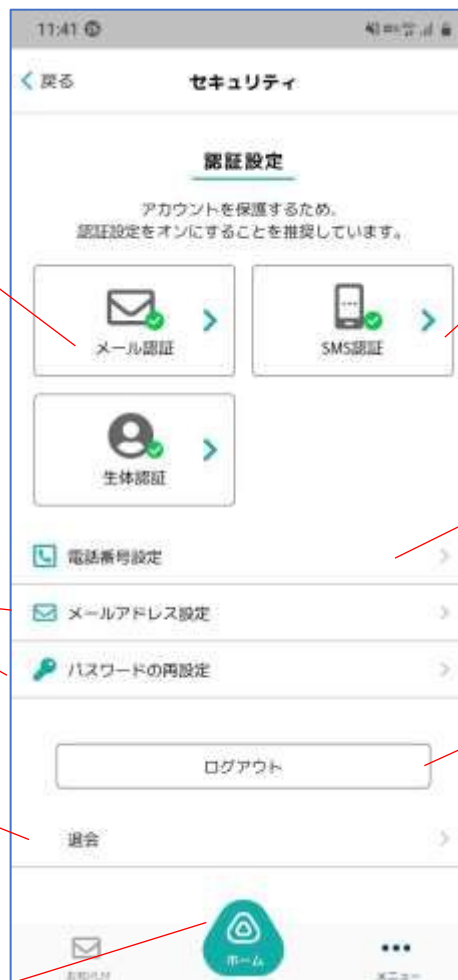 11:41
戻る
セキュリティ
認証設定
アカウントを保護するため、
認証設定をオンにすることを推奨しています。
メール認証
SMS認証
生体認証
電話番号設定
メールアドレス設定
パスワードの再設定
ログアウト
退会
お知らせ
ホーム
メニュー